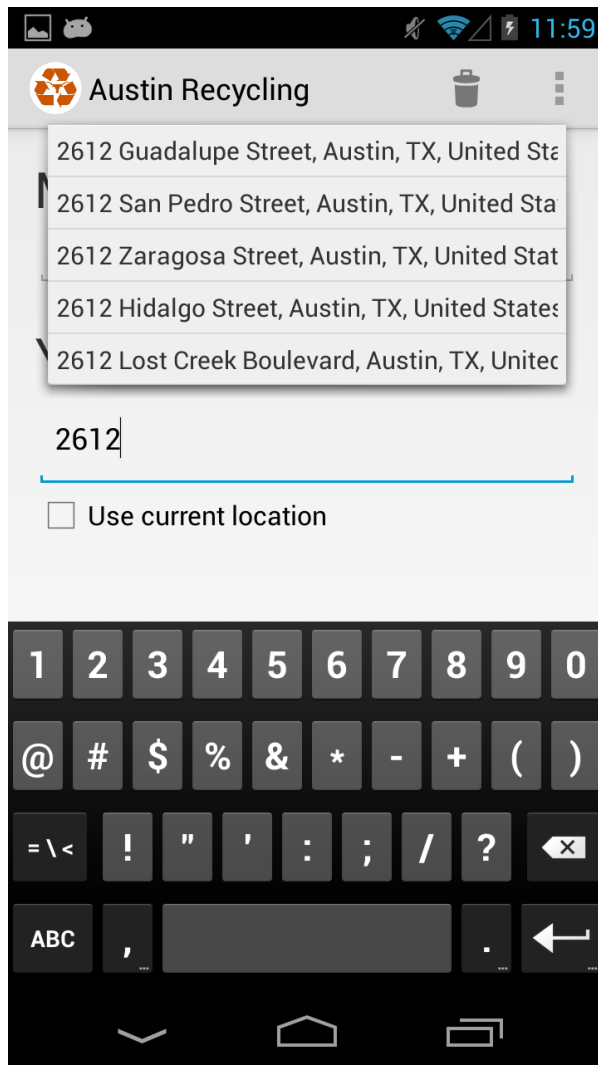 11:59
Austin Recycling
2612 Guadalupe Street, Austin, TX, United Sta
2612 San Pedro Street, Austin, TX, United Sta
2612 Zaragosa Street, Austin, TX, United Stat
2612 Hidalgo Street, Austin, TX, United States
2612 Lost Creek Boulevard, Austin, TX, United
2612
Use current location
1 2 3 4 5 6 7 8 9 0
@ # $ % & * - + ( )
= \ < ! " ' : ; / ?
ABC , .